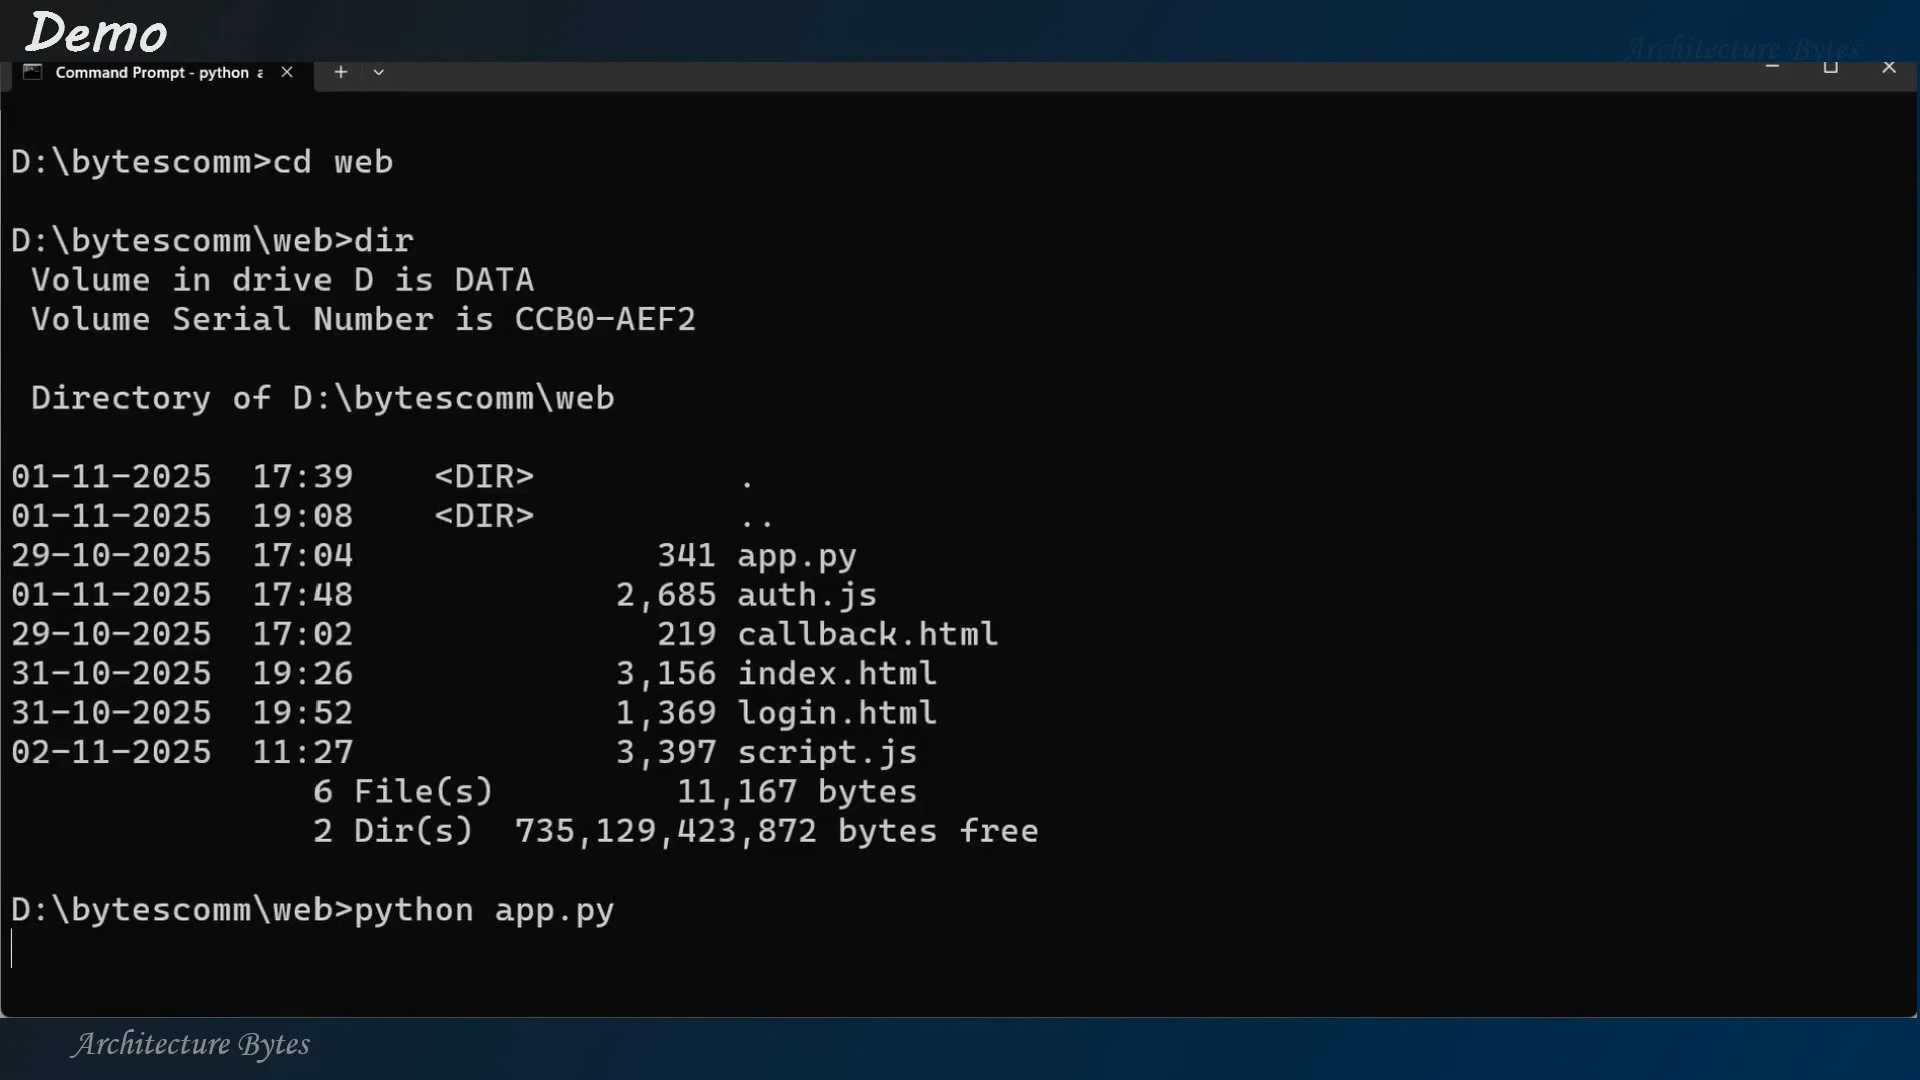 Demo
Architecture Bytes
Command Prompt - python a
D:\bytescomm>cd web
D:\bytescomm\web>dir
Volume in drive D is DATA
Volume Serial Number is CCB0-AEF2
Directory of D:\bytescomm\web
01-11-2025  17:39    <DIR>          .
01-11-2025  19:08    <DIR>          ..
29-10-2025  17:04               341 app.py
01-11-2025  17:48             2,685 auth.js
29-10-2025  17:02               219 callback.html
31-10-2025  19:26             3,156 index.html
31-10-2025  19:52             1,369 login.html
02-11-2025  11:27             3,397 script.js
6 File(s)         11,167 bytes
2 Dir(s)  735,129,423,872 bytes free
D:\bytescomm\web>python app.py
Architecture Bytes